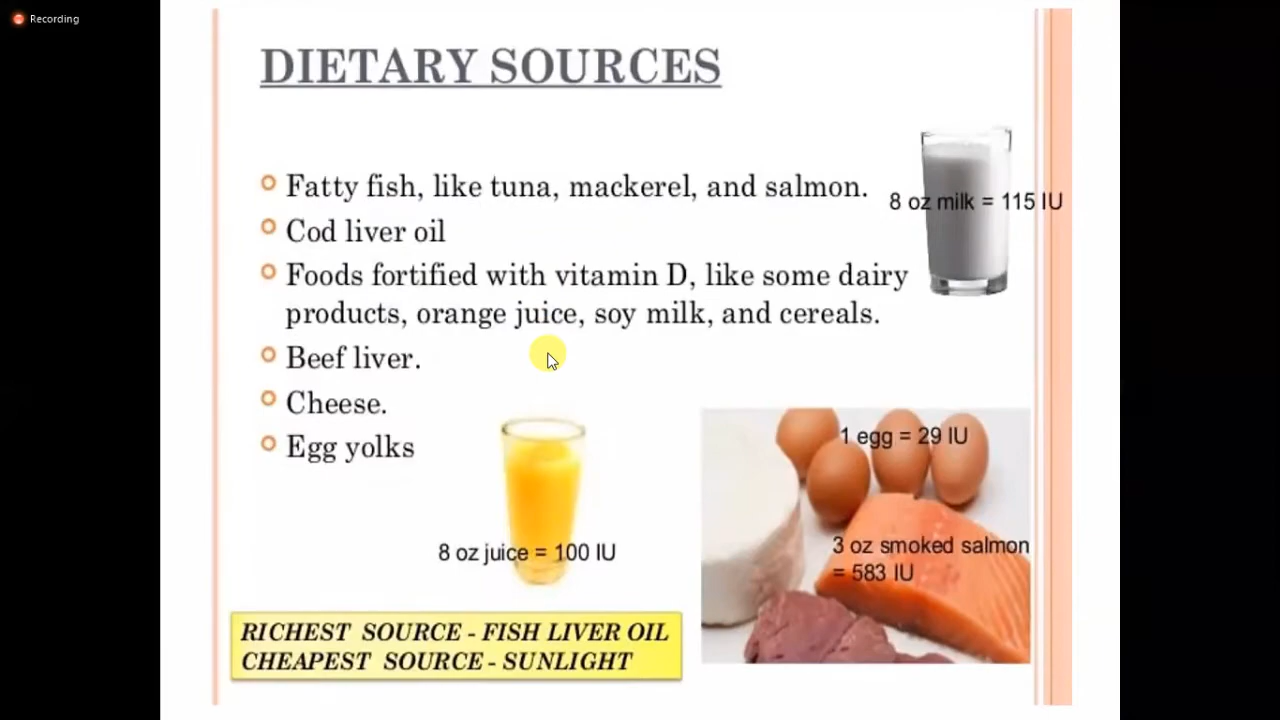 Recording
DIETARY SOURCES
Fatty fish, like tuna, mackerel, and salmon.
8 oz milk = 115 IU
Cod liver oil
Foods fortified with vitamin D, like some dairy
products, orange juice, soy milk, and cereals.
Beef liver.
Cheese.
Egg yolks
1 egg = 29 IU
8 oz juice = 100 IU
3 oz smoked salmon
= 583 IU
RICHEST SOURCE - FISH LIVER OIL
CHEAPEST SOURCE - SUNLIGHT